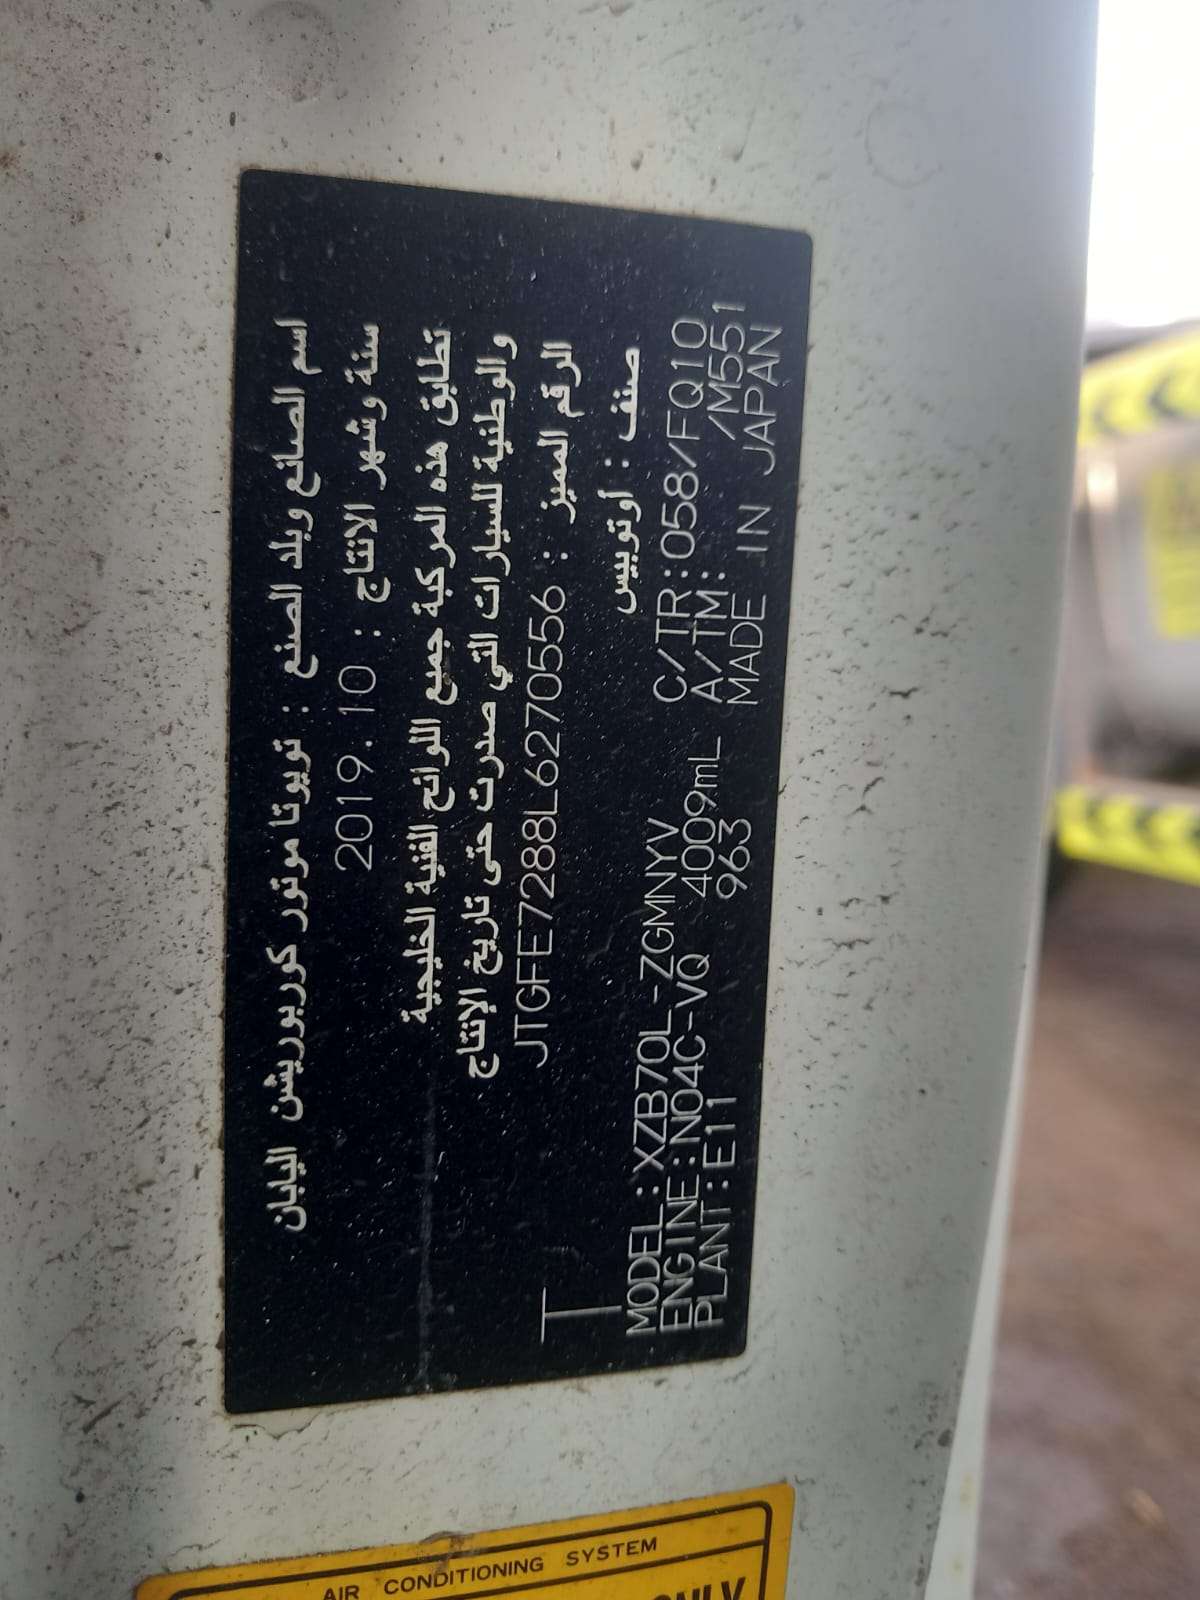 اسم الصانع وبلد الصنع : تويوتا موتور كوربوريشن اليابان
سنة وشهر الانتاج : 2019.10
تطابق هذه المركبة جميع اللوائح الفنية الخليجية
والوطنية للسيارات التي صدرت حتى تاريخ الإنتاج
الرقم المميز : JTGFE7288L6270556
صنف : أوتوبيس
MODEL:XZB70L-ZGMNYV C/TR:058/FQ10
ENGINE:N04C-VQ 4009mL A/TM: /M551
PLANT:E11 963 MADE IN JAPAN
AIR CONDITIONING SYSTEM
ONLY